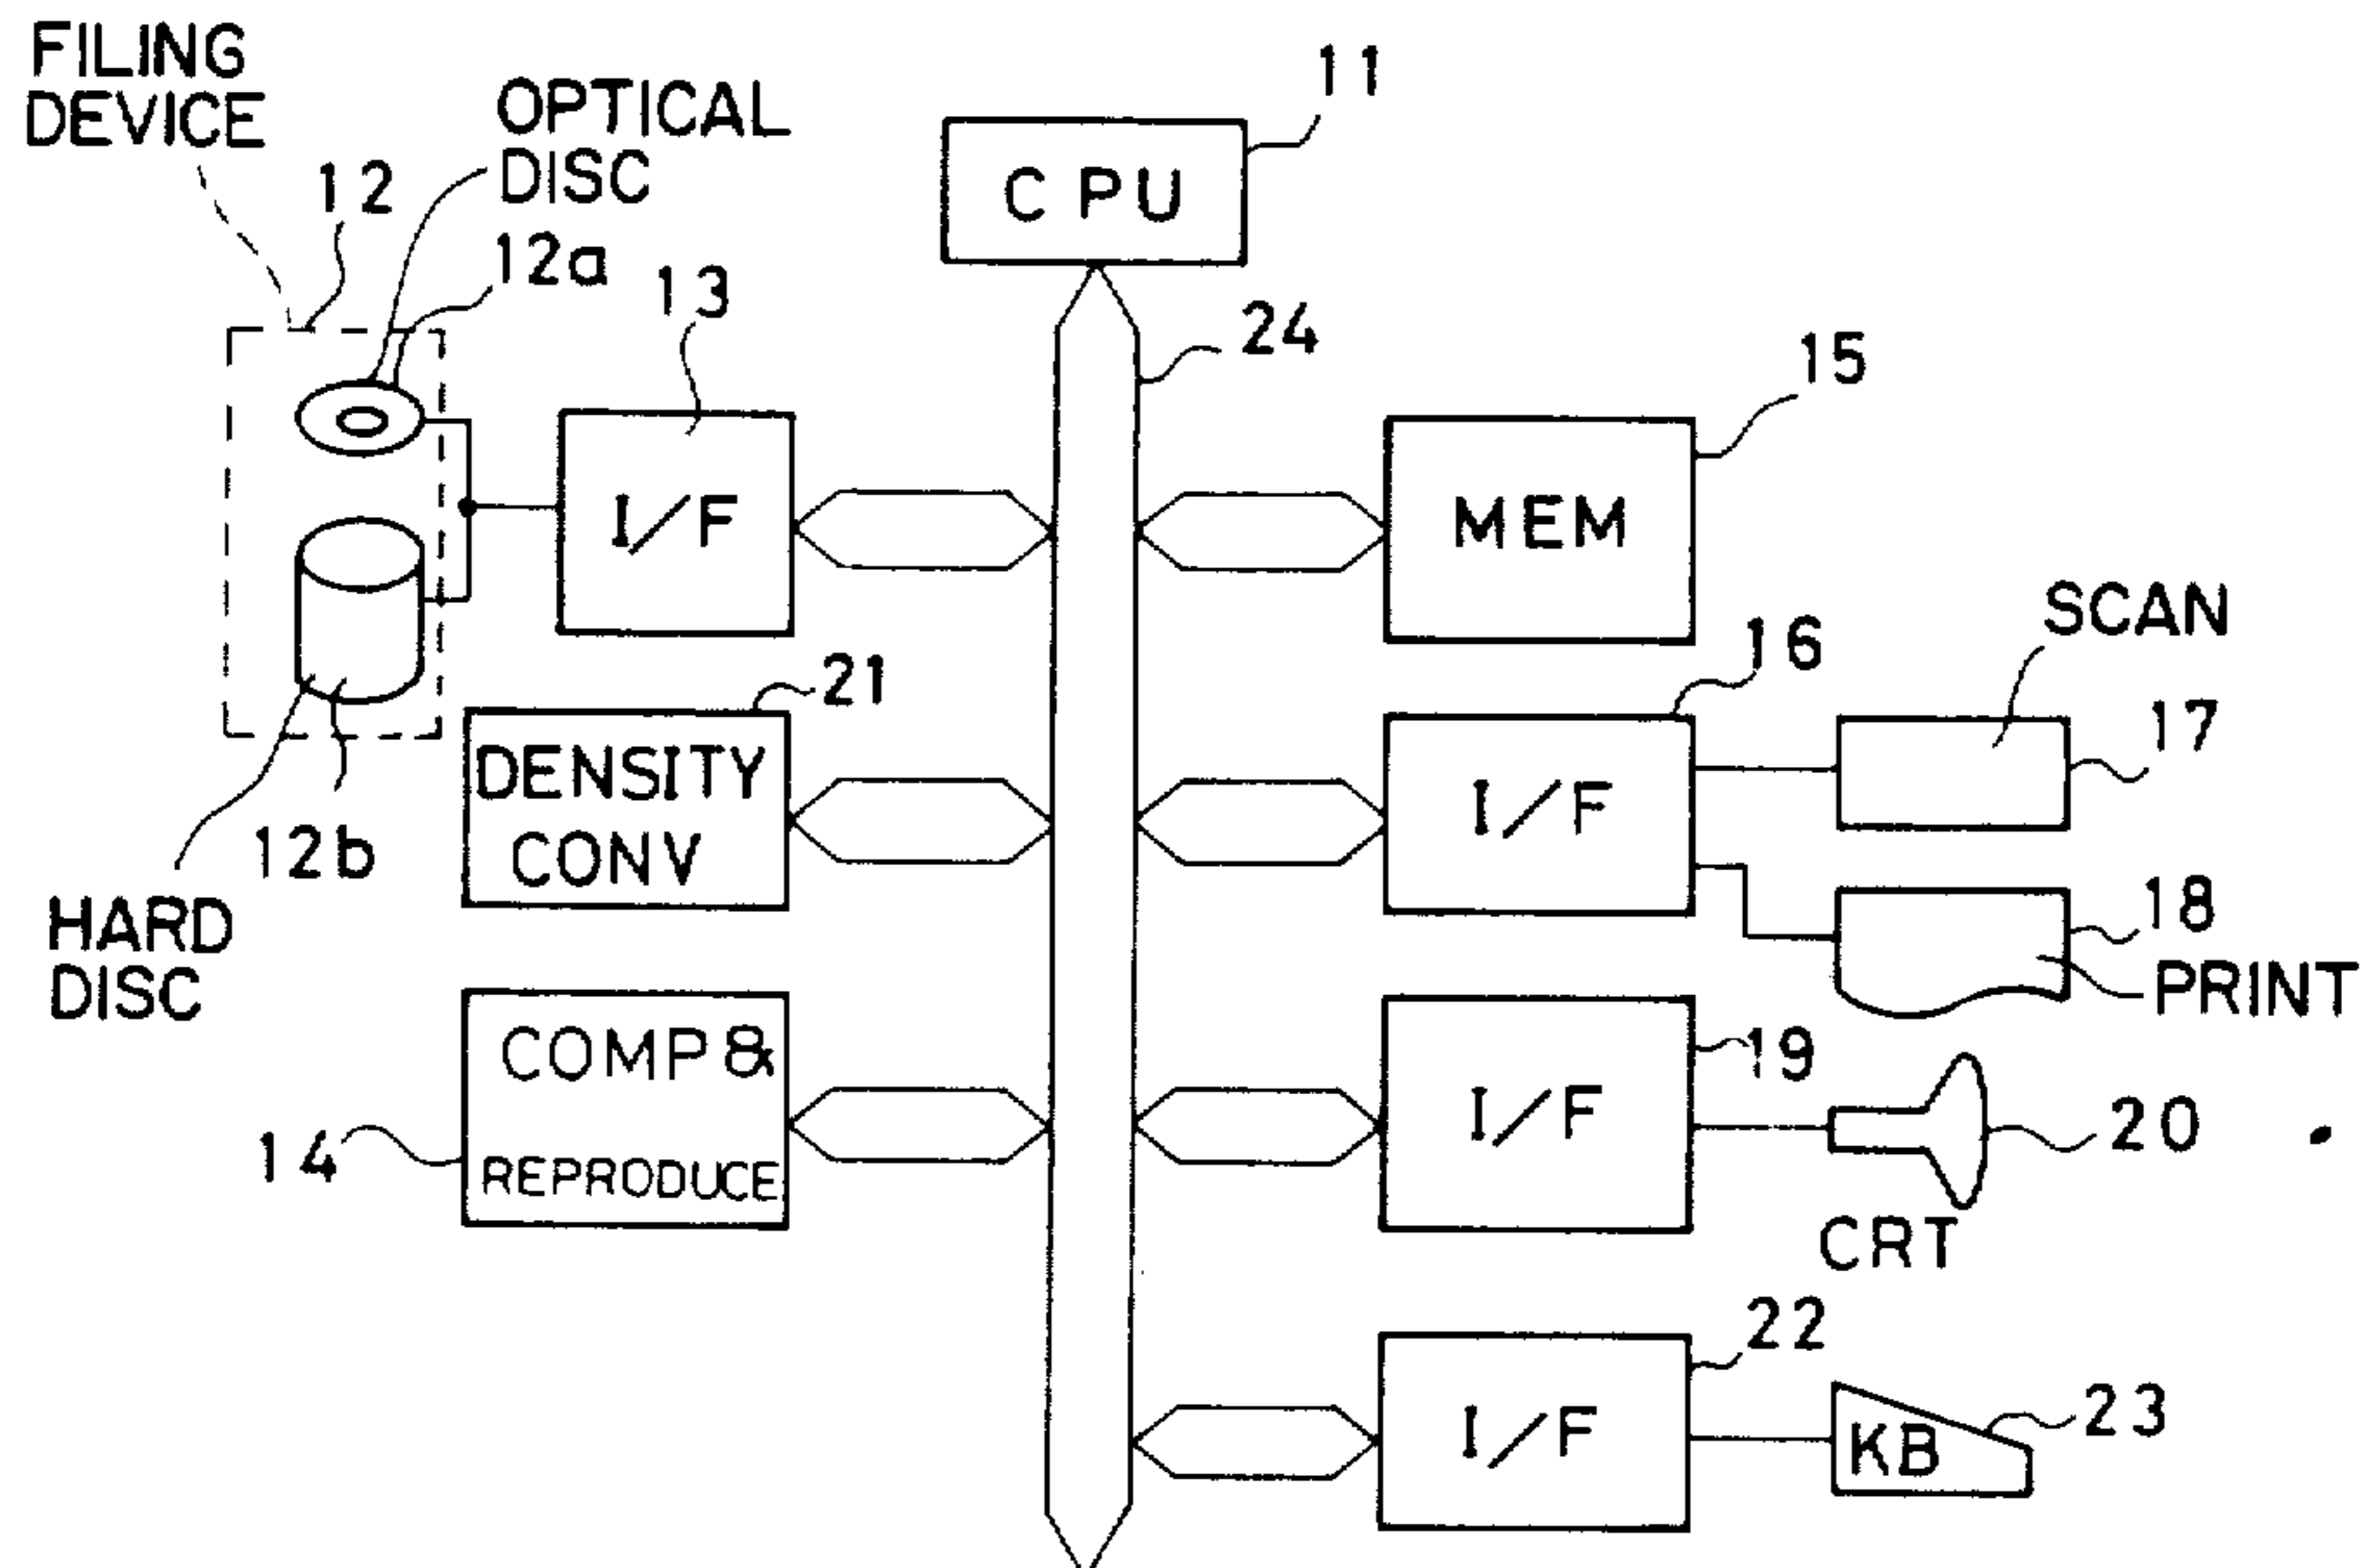 FILING
DEVICE
12
OPTICAL
DISC
12a
13
11
CPU
24
15
I/F
MEM
SCAN
16
17
21
DENSITY
CONV
I/F
12b
HARD
DISC
18
PRINT
COMP &
REPRODUCE
14
19
I/F
20
CRT
22
I/F
23
KB